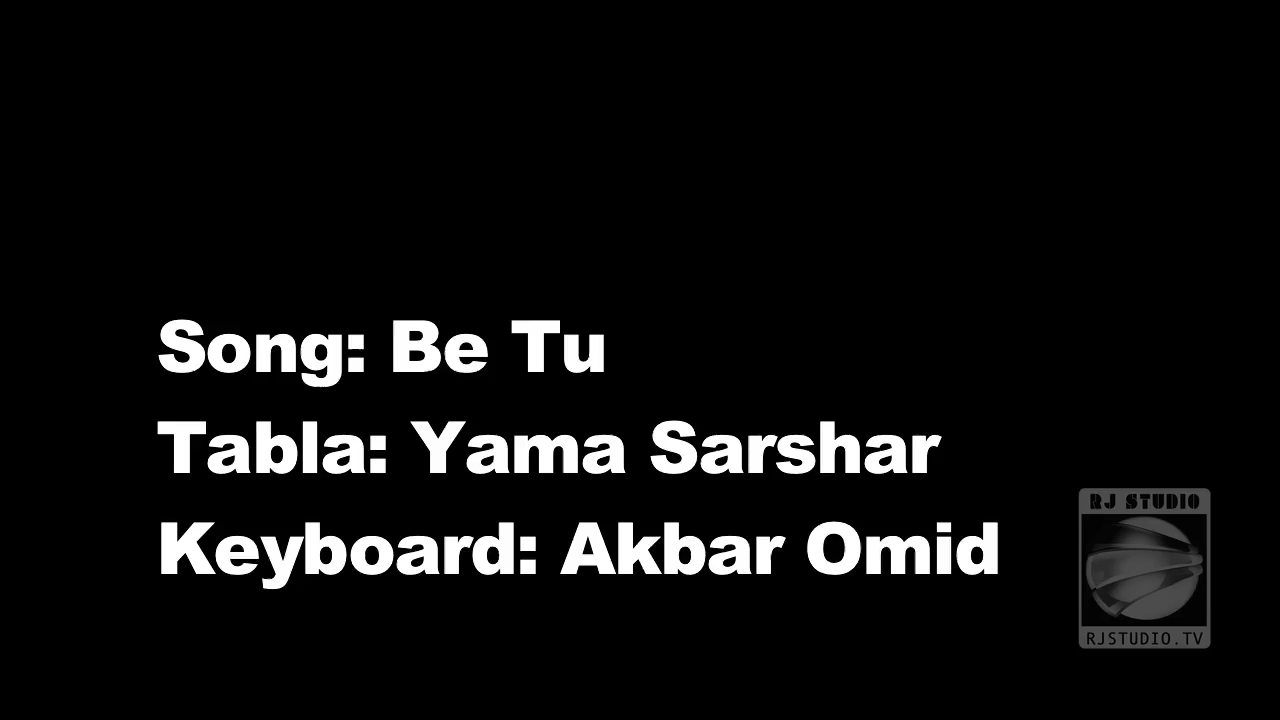 Song: Be Tu
Tabla: Yama Sarshar
Keyboard: Akbar Omid
RJ STUDIO
RJSTUDIO.TV